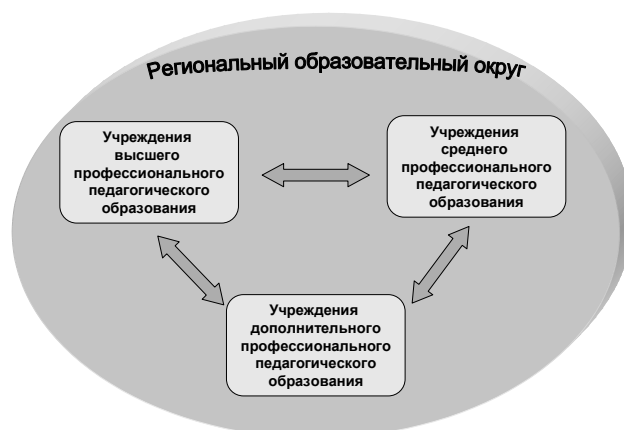 Региональный образовательный округ
Учреждения
высшего
профессионального
педагогического
образования
Учреждения
среднего
профессионального
педагогического
образования
Учреждения
дополнительного
профессионального
педагогического
образования